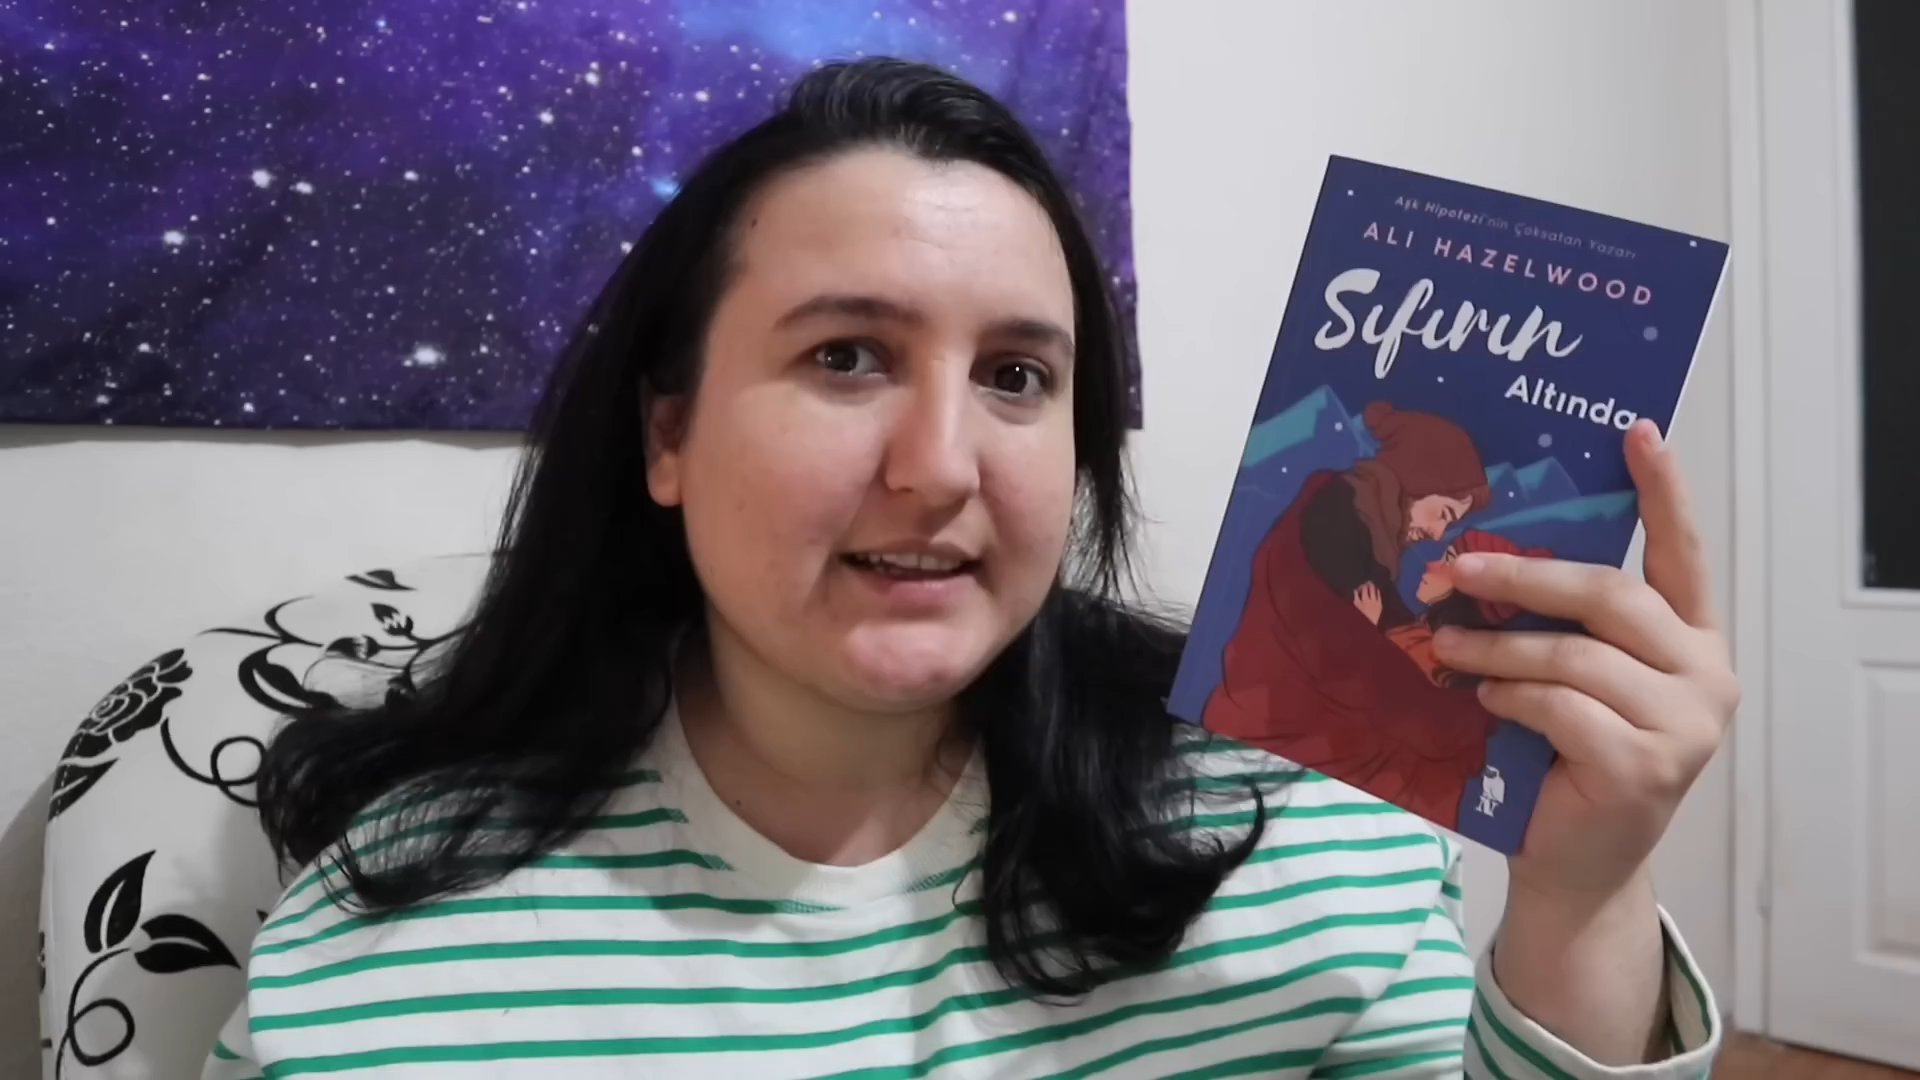 Aşk Hipotezi'nin Çoksatan Yazarı
ALI HAZELWOOD
Sıfırın
Altında
N